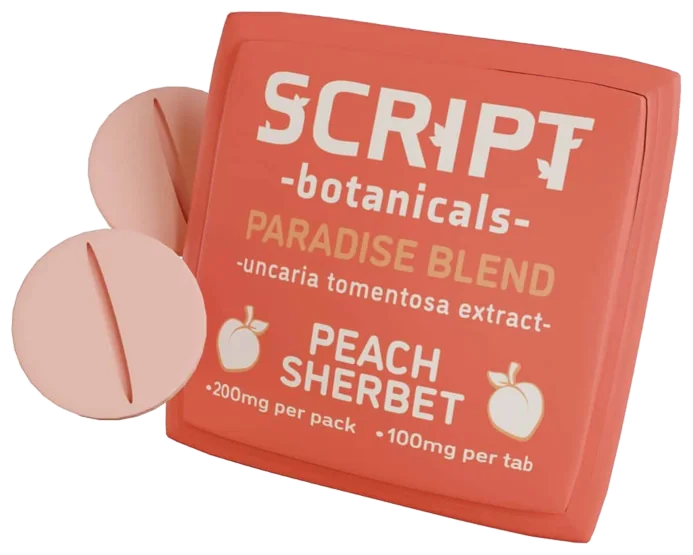 SCRIPT
-botanicals-
PARADISE BLEND
-uncaria tomentosa extract-
PEACH
SHERBET
•200mg per pack •100mg per tab